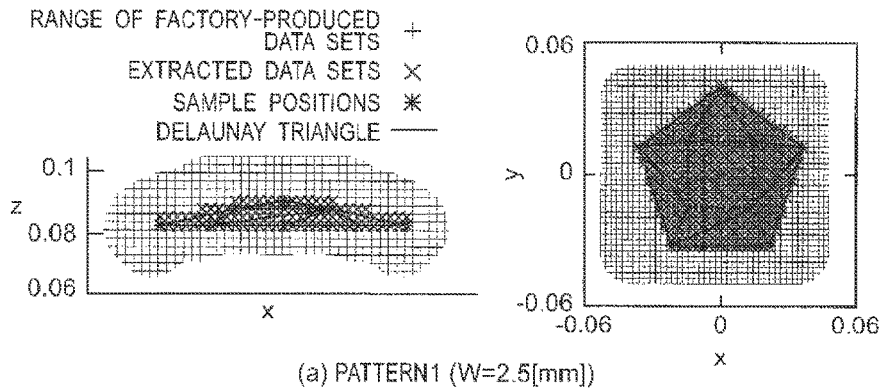 RANGE OF FACTORY-PRODUCED
DATA SETS +
EXTRACTED DATA SETS ×
SAMPLE POSITIONS ✳
DELAUNAY TRIANGLE —
z
0.1
0.08
0.06
x
y
0.06
0
-0.06
-0.06 0 0.06
x
(a) PATTERN1 (W=2.5[mm])